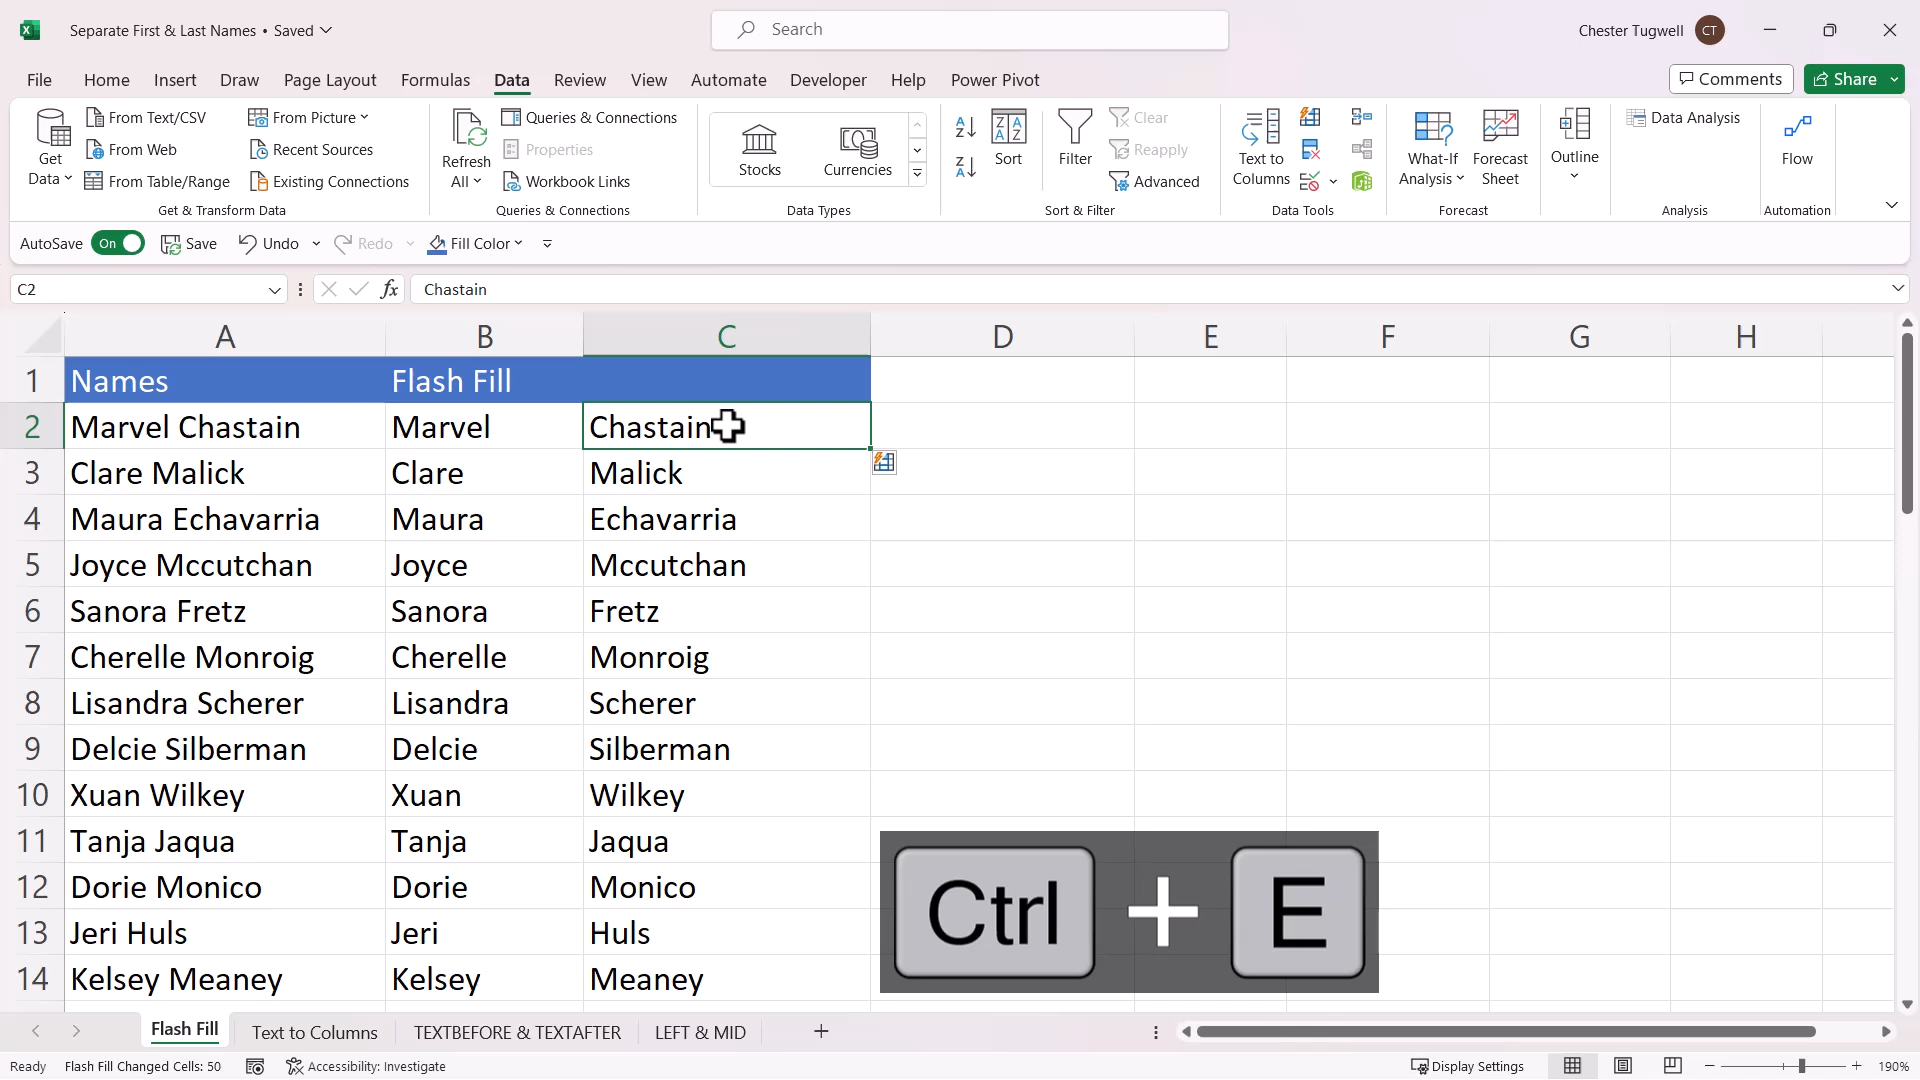 Separate First & Last Names • Saved
Search
Chester Tugwell CT
File Home Insert Draw Page Layout Formulas Data Review View Automate Developer Help Power Pivot
Comments Share
Get Data
From Text/CSV
From Web
From Table/Range
From Picture
Recent Sources
Existing Connections
Get & Transform Data
Refresh All
Queries & Connections
Properties
Workbook Links
Queries & Connections
Stocks
Currencies
Data Types
Sort
Filter
Clear
Reapply
Advanced
Sort & Filter
Text to Columns
Data Tools
What-If Analysis
Forecast Sheet
Forecast
Outline
Data Analysis
Analysis
Flow
Automation
AutoSave On Save Undo Redo Fill Color
C2 fx Chastain
A B C D E F G H
1 Names Flash Fill
2 Marvel Chastain Marvel Chastain
3 Clare Malick Clare Malick
4 Maura Echavarria Maura Echavarria
5 Joyce Mccutchan Joyce Mccutchan
6 Sanora Fretz Sanora Fretz
7 Cherelle Monroig Cherelle Monroig
8 Lisandra Scherer Lisandra Scherer
9 Delcie Silberman Delcie Silberman
10 Xuan Wilkey Xuan Wilkey
11 Tanja Jaqua Tanja Jaqua
12 Dorie Monico Dorie Monico
13 Jeri Huls Jeri Huls
14 Kelsey Meaney Kelsey Meaney
Ctrl + E
Flash Fill Text to Columns TEXTBEFORE & TEXTAFTER LEFT & MID
Ready Flash Fill Changed Cells: 50 Accessibility: Investigate Display Settings 190%